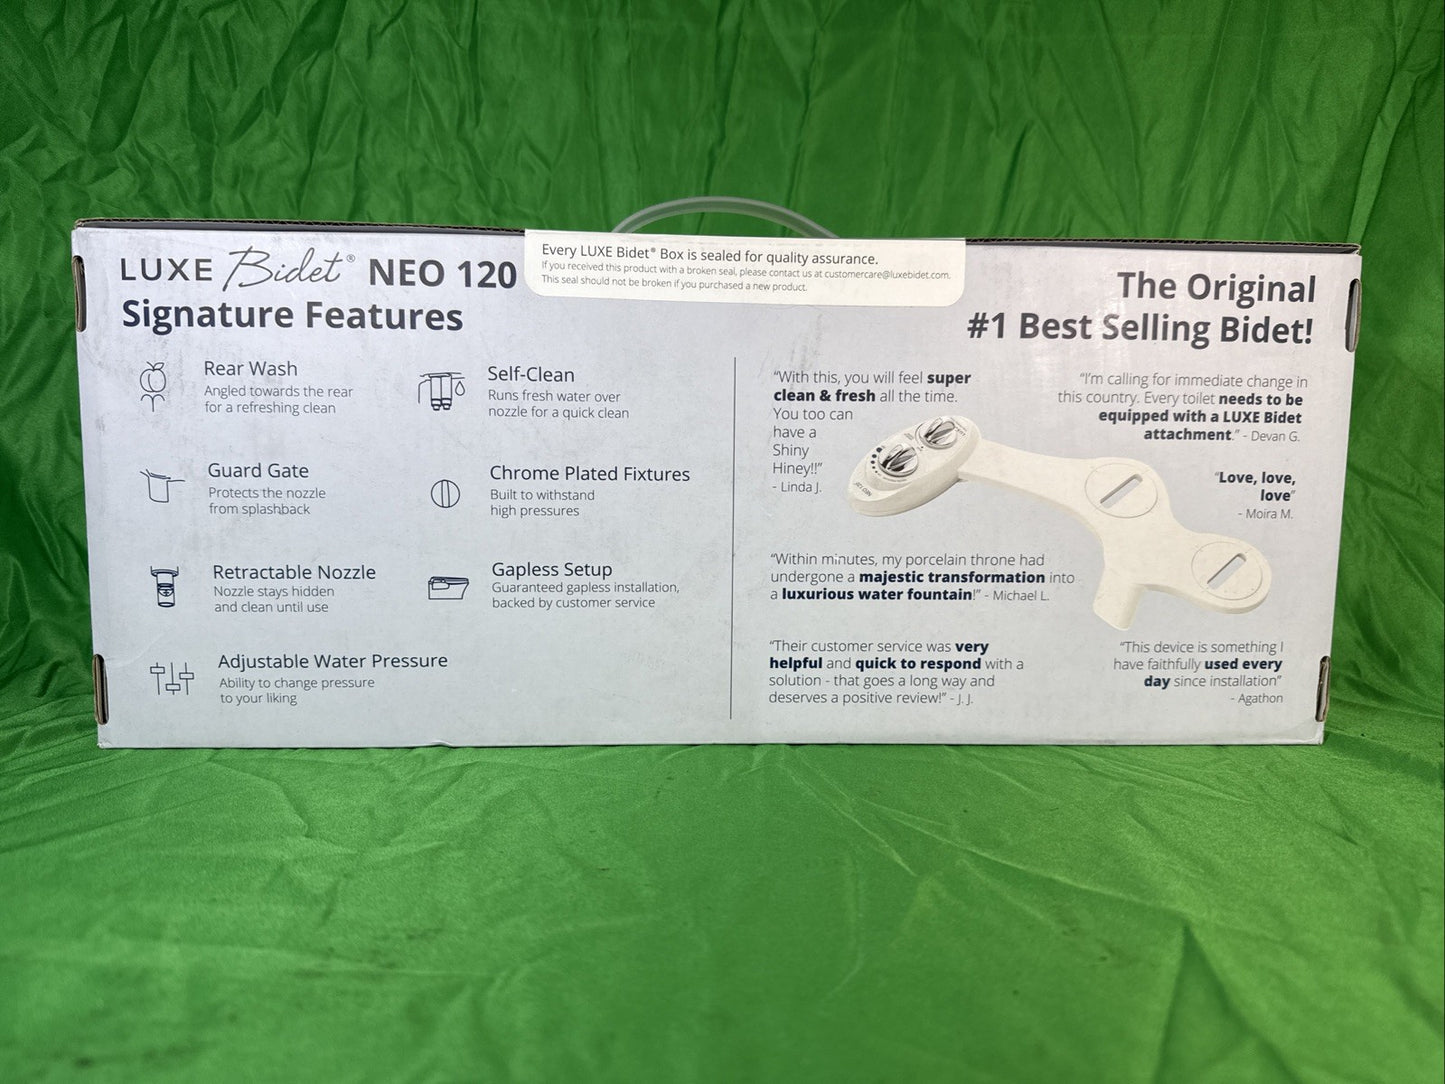 LUXE Bidet® NEO 120
Signature Features
Every LUXE Bidet® Box is sealed for quality assurance.
If you received this product with a broken seal, please contact us at customercare@luxebidet.com.
This seal should not be broken if you purchased a new product.
The Original
#1 Best Selling Bidet!
Rear Wash
Angled towards the rear
for a refreshing clean
Self-Clean
Runs fresh water over
nozzle for a quick clean
Guard Gate
Protects the nozzle
from splashback
Chrome Plated Fixtures
Built to withstand
high pressures
Retractable Nozzle
Nozzle stays hidden
and clean until use
Gapless Setup
Guaranteed gapless installation,
backed by customer service
Adjustable Water Pressure
Ability to change pressure
to your liking
“With this, you will feel super
clean & fresh all the time.
You too can
have a
Shiny
Hiney!!”
- Linda J.
“I’m calling for immediate change in
this country. Every toilet needs to be
equipped with a LUXE Bidet
attachment.” - Devan G.
“Love, love,
love”
- Moira M.
NEO 120
“Within minutes, my porcelain throne had
undergone a majestic transformation into
a luxurious water fountain!” - Michael L.
“Their customer service was very
helpful and quick to respond with a
solution - that goes a long way and
deserves a positive review!” - J. J.
“This device is something I
have faithfully used every
day since installation”
- Agathon